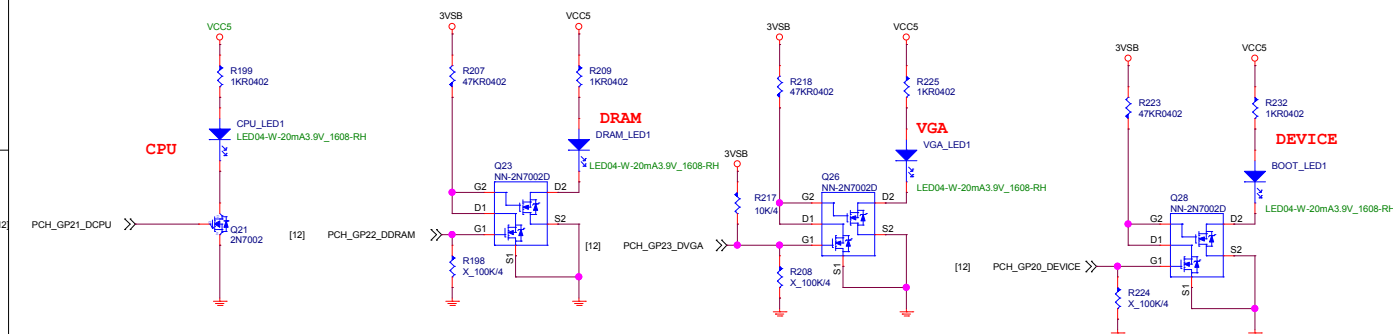 VCC5
R199
1KR0402
CPU_LED1
LED04-W-20mA3.9V_1608-RH
CPU
Q21
2N7002
PCH_GP21_DCPU
3VSB
VCC5
R207
47KR0402
R209
1KR0402
DRAM
DRAM_LED1
LED04-W-20mA3.9V_1608-RH
Q23
NN-2N7002D
G2
D2
D1
S2
G1
S1
[12]
PCH_GP22_DDRAM
R198
X_100K/4
3VSB
VCC5
R218
47KR0402
R225
1KR0402
VGA
VGA_LED1
LED04-W-20mA3.9V_1608-RH
3VSB
R217
10K/4
Q26
NN-2N7002D
G2
D2
D1
S2
G1
S1
[12]
PCH_GP23_DVGA
R208
X_100K/4
3VSB
VCC5
R223
47KR0402
R232
1KR0402
DEVICE
BOOT_LED1
LED04-W-20mA3.9V_1608-RH
Q28
NN-2N7002D
G2
D2
D1
S2
G1
S1
[12]
PCH_GP20_DEVICE
R224
X_100K/4